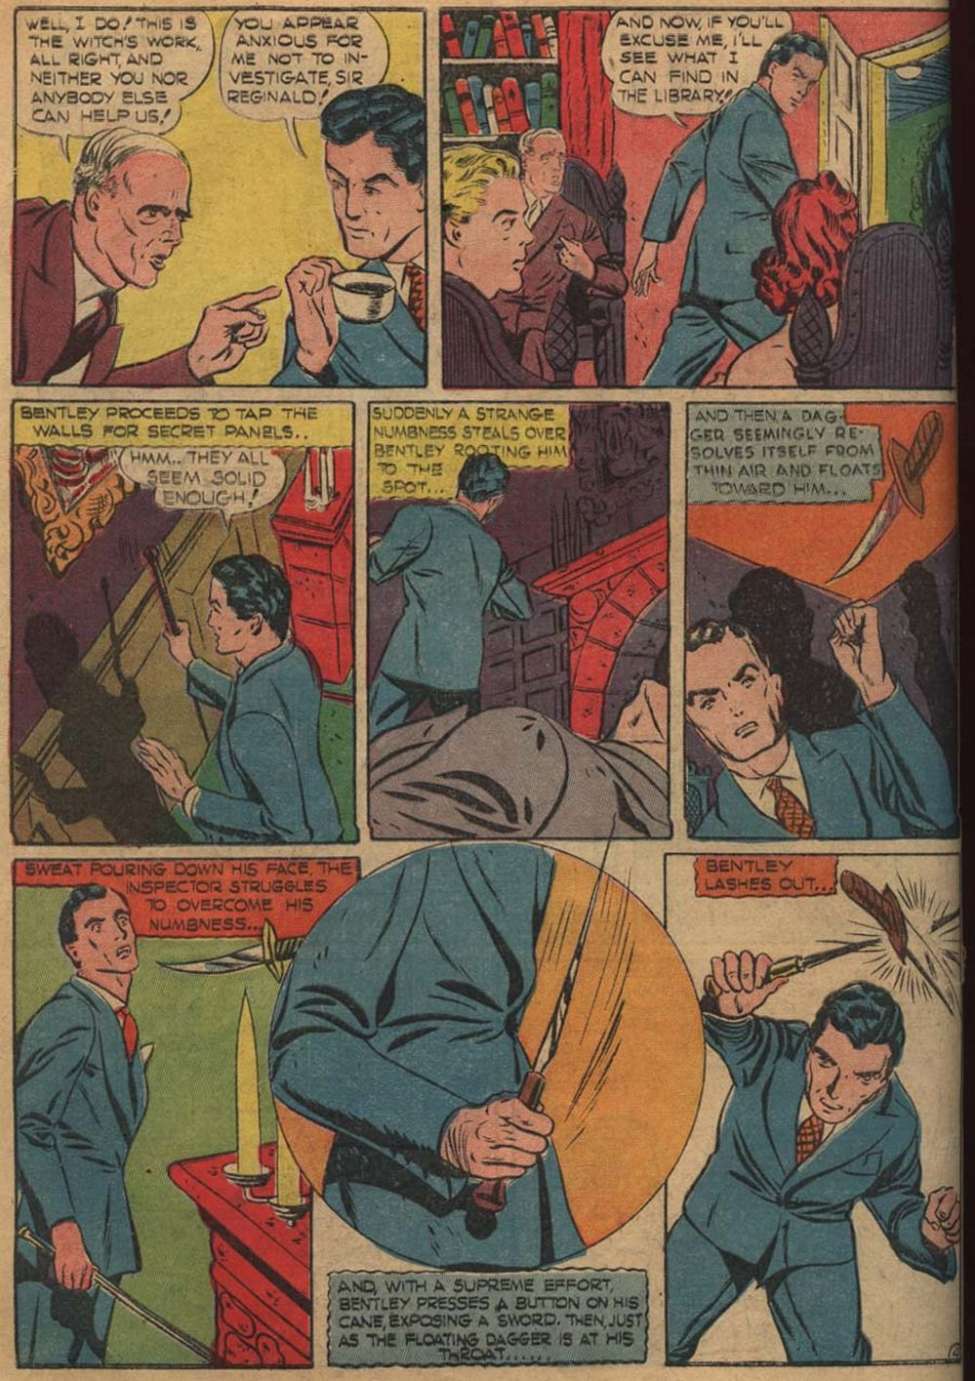 WELL, I DO! THIS IS
THE WITCH'S WORK,
ALL RIGHT, AND
NEITHER YOU NOR
ANYBODY ELSE
CAN HELP US!
YOU APPEAR
ANXIOUS FOR
ME NOT TO IN-
VESTIGATE, SIR
REGINALD!
AND NOW, IF YOU'LL
EXCUSE ME, I'LL
SEE WHAT I
CAN FIND IN
THE LIBRARY!
BENTLEY PROCEEDS TO TAP THE
WALLS FOR SECRET PANELS..
HMM.. THEY ALL
SEEM SOLID
ENOUGH!
SUDDENLY A STRANGE
NUMBNESS STEALS OVER
BENTLEY ROOTING HIM
TO THE
SPOT...
AND THEN A DAG-
GER SEEMINGLY RE-
SOLVES ITSELF FROM
THIN AIR AND FLOATS
TOWARD HIM...
SWEAT POURING DOWN HIS FACE, THE
INSPECTOR STRUGGLES
TO OVERCOME HIS
NUMBNESS...
AND, WITH A SUPREME EFFORT,
BENTLEY PRESSES A BUTTON ON HIS
CANE, EXPOSING A SWORD. THEN, JUST
AS THE FLOATING DAGGER IS AT HIS
THROAT......
BENTLEY
LASHES OUT...